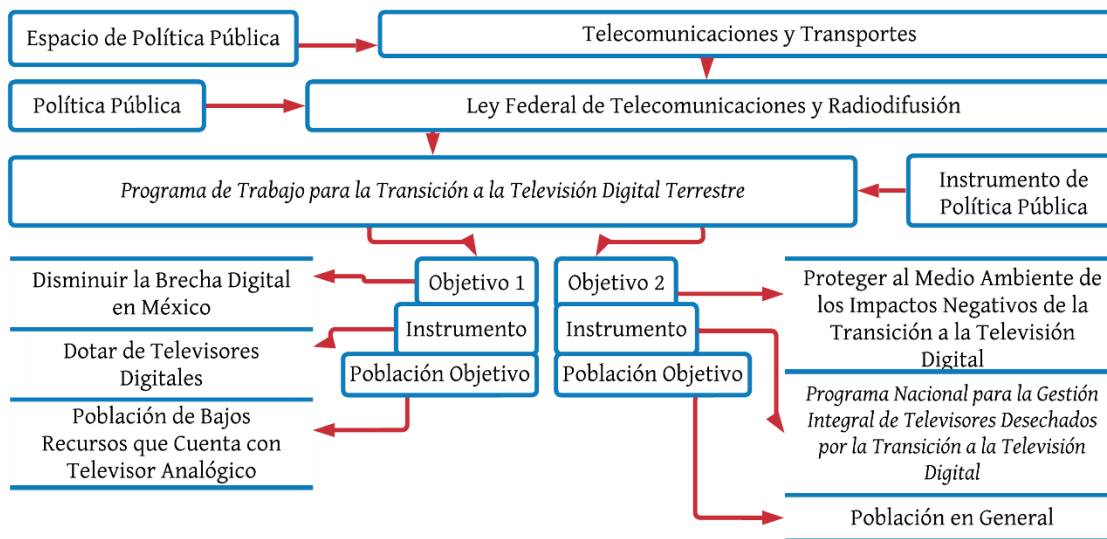 Espacio de Política Pública
Telecomunicaciones y Transportes
Política Pública
Ley Federal de Telecomunicaciones y Radiodifusión
Programa de Trabajo para la Transición a la Televisión Digital Terrestre
Instrumento de
Política Pública
Disminuir la Brecha Digital
en México
Dotar de Televisores
Digitales
Población de Bajos
Recursos que Cuenta con
Televisor Analógico
Objetivo 1
Instrumento
Población Objetivo
Objetivo 2
Instrumento
Población Objetivo
Proteger al Medio Ambiente de
los Impactos Negativos de la
Transición a la Televisión
Digital
Programa Nacional para la Gestión
Integral de Televisores Desechados
por la Transición a la Televisión
Digital
Población en General